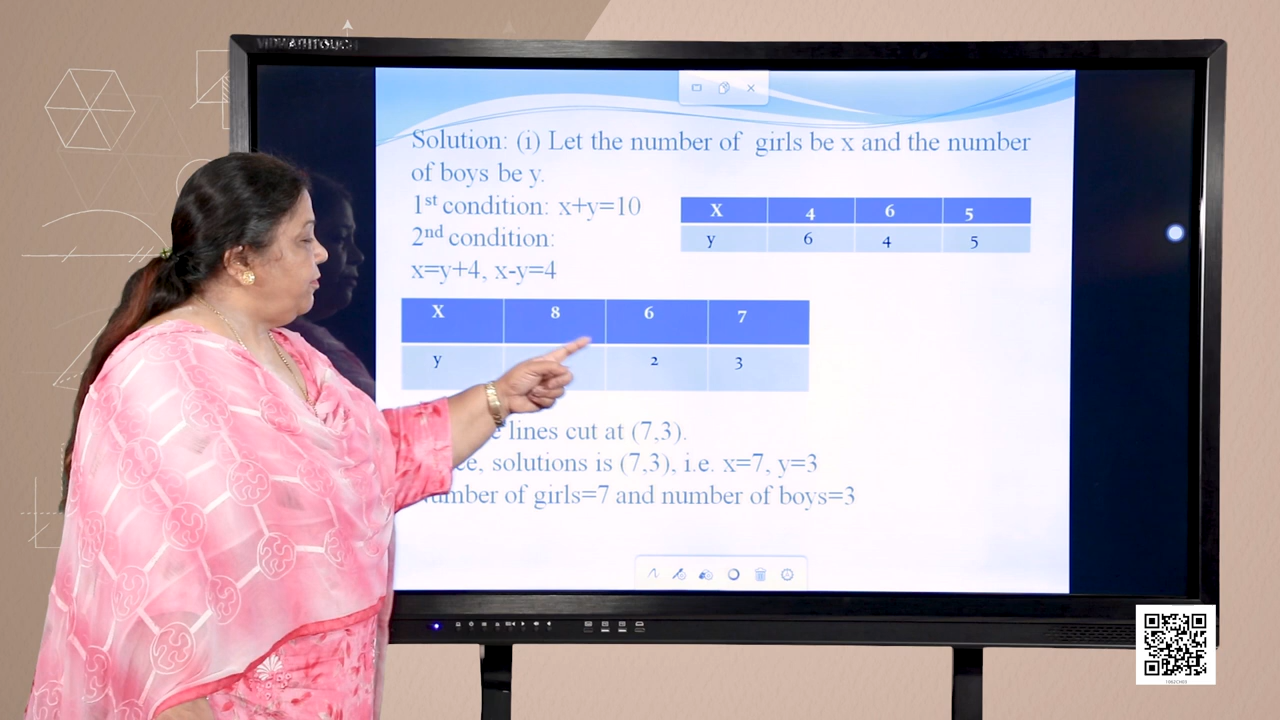 VIDYASHTOUCH
Solution: (i) Let the number of girls be x and the number
of boys be y.
1st condition: x+y=10
2nd condition:
x=y+4, x-y=4
X 4 6 5
y 6 4 5
X 8 6 7
y 2 3
lines cut at (7,3).
solutions is (7,3), i.e. x=7, y=3
number of girls=7 and number of boys=3